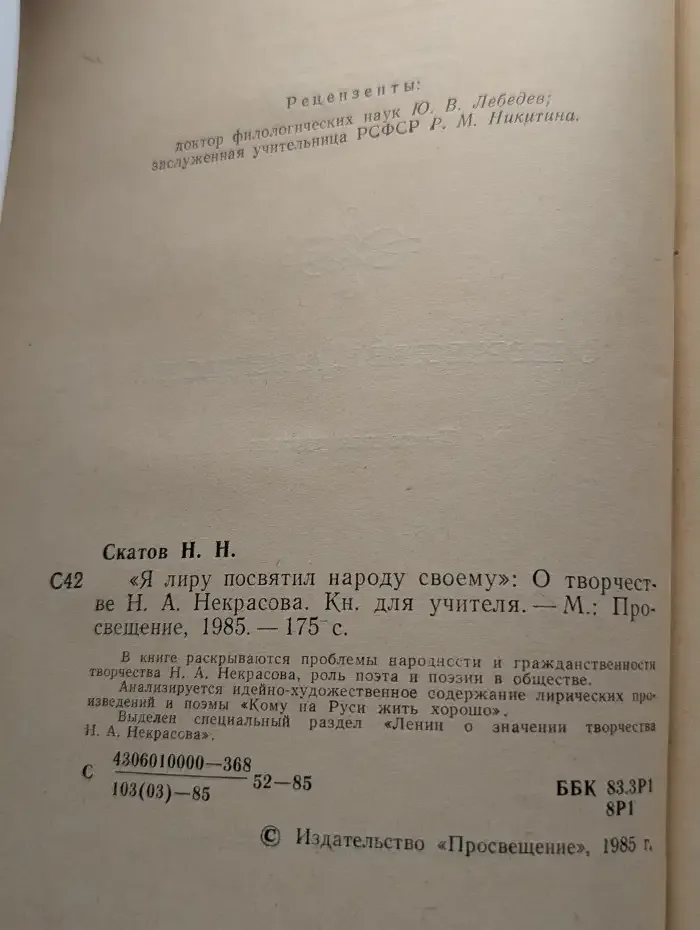 Рецензенты:
доктор филологических наук Ю. В. Лебедев;
заслуженная учительница РСФСР Р. М. Никитина.
Скатов Н. Н.
С42 «Я лиру посвятил народу своему»: О творчест-
ве Н. А. Некрасова. Кн. для учителя. — М.: Про-
свещение, 1985. — 175 с.
В книге раскрываются проблемы народности и гражданственности
творчества Н. А. Некрасова, роль поэта и поэзии в обществе.
Анализируется идейно-художественное содержание лирических про-
изведений и поэмы «Кому на Руси жить хорошо».
Выделен специальный раздел «Ленин о значении творчества
Н. А. Некрасова».
С 4306010000—368
103(03)—85 52—85
ББК 83.3Р1
8Р1
© Издательство «Просвещение», 1985 г.